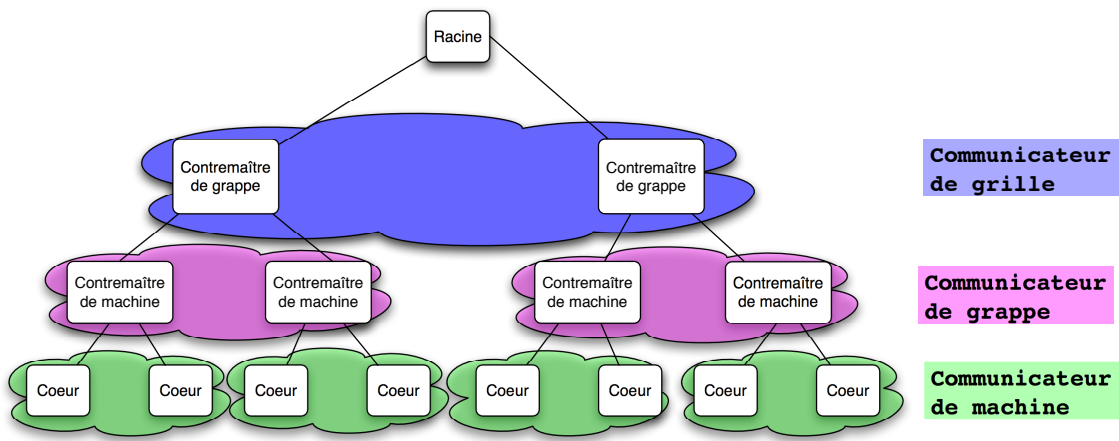 Racine
Contremaître
de grappe
Contremaître
de grappe
Communicateur
de grille
Contremaître
de machine
Contremaître
de machine
Contremaître
de machine
Contremaître
de machine
Communicateur
de grappe
Coeur
Coeur
Coeur
Coeur
Coeur
Coeur
Coeur
Coeur
Communicateur
de machine